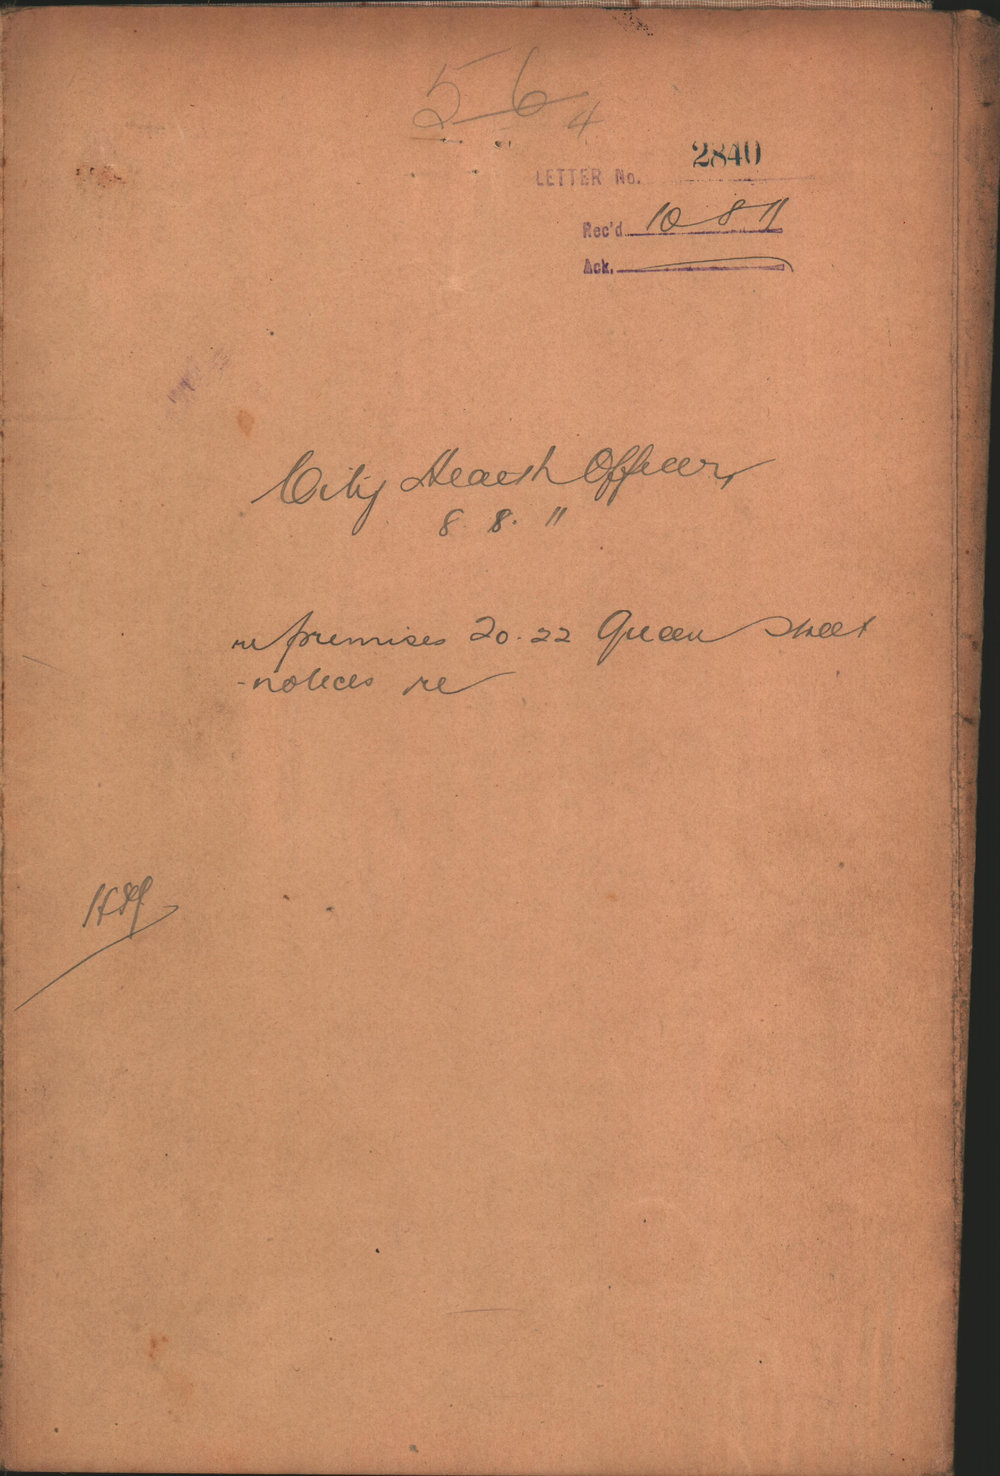 56
4
LETTER No. 2840
Rec'd 10 8 11
Ack.
City Health Officer,
8. 8. 11
re premises 20-22 Queen Street
- notices re